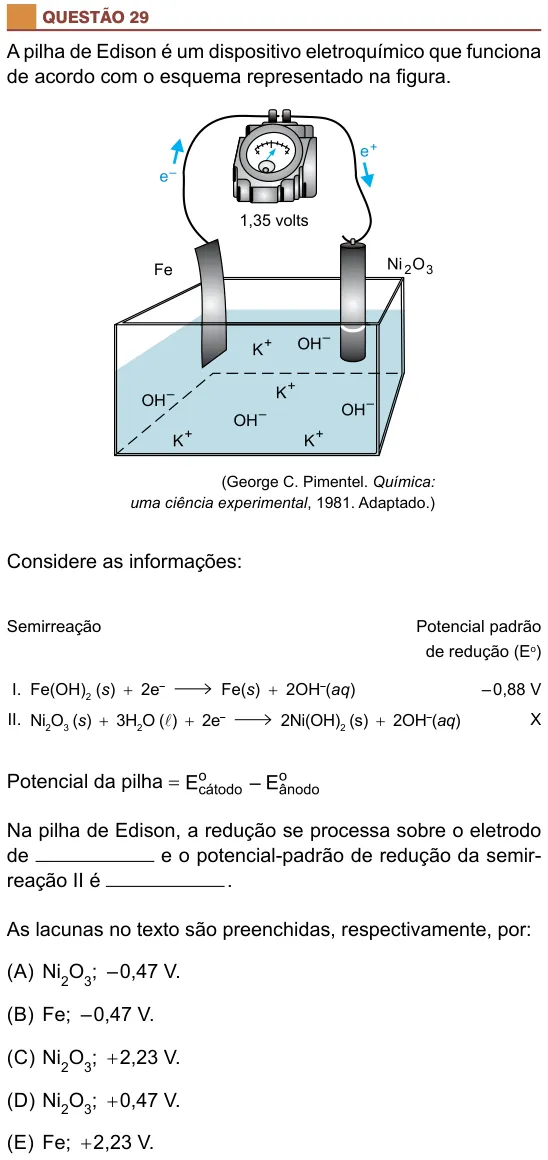 QUESTÃO 29
A pilha de Edison é um dispositivo eletroquímico que funciona
de acordo com o esquema representado na figura.
e⁻
e⁺
1,35 volts
Fe
Ni₂O₃
K⁺
OH⁻
OH⁻
K⁺
OH⁻
OH⁻
K⁺
K⁺
(George C. Pimentel. Química:
uma ciência experimental, 1981. Adaptado.)
Considere as informações:
Semirreação Potencial padrão
de redução (Eº)
I. Fe(OH)₂ (s) + 2e⁻ ⟶ Fe(s) + 2OH⁻(aq) −0,88 V
II. Ni₂O₃ (s) + 3H₂O (ℓ) + 2e⁻ ⟶ 2Ni(OH)₂ (s) + 2OH⁻(aq) X
Potencial da pilha = Eº cátodo − Eº ânodo
Na pilha de Edison, a redução se processa sobre o eletrodo
de ___________ e o potencial-padrão de redução da semir-
reação II é ___________.
As lacunas no texto são preenchidas, respectivamente, por:
(A) Ni₂O₃; −0,47 V.
(B) Fe; −0,47 V.
(C) Ni₂O₃; +2,23 V.
(D) Ni₂O₃; +0,47 V.
(E) Fe; +2,23 V.